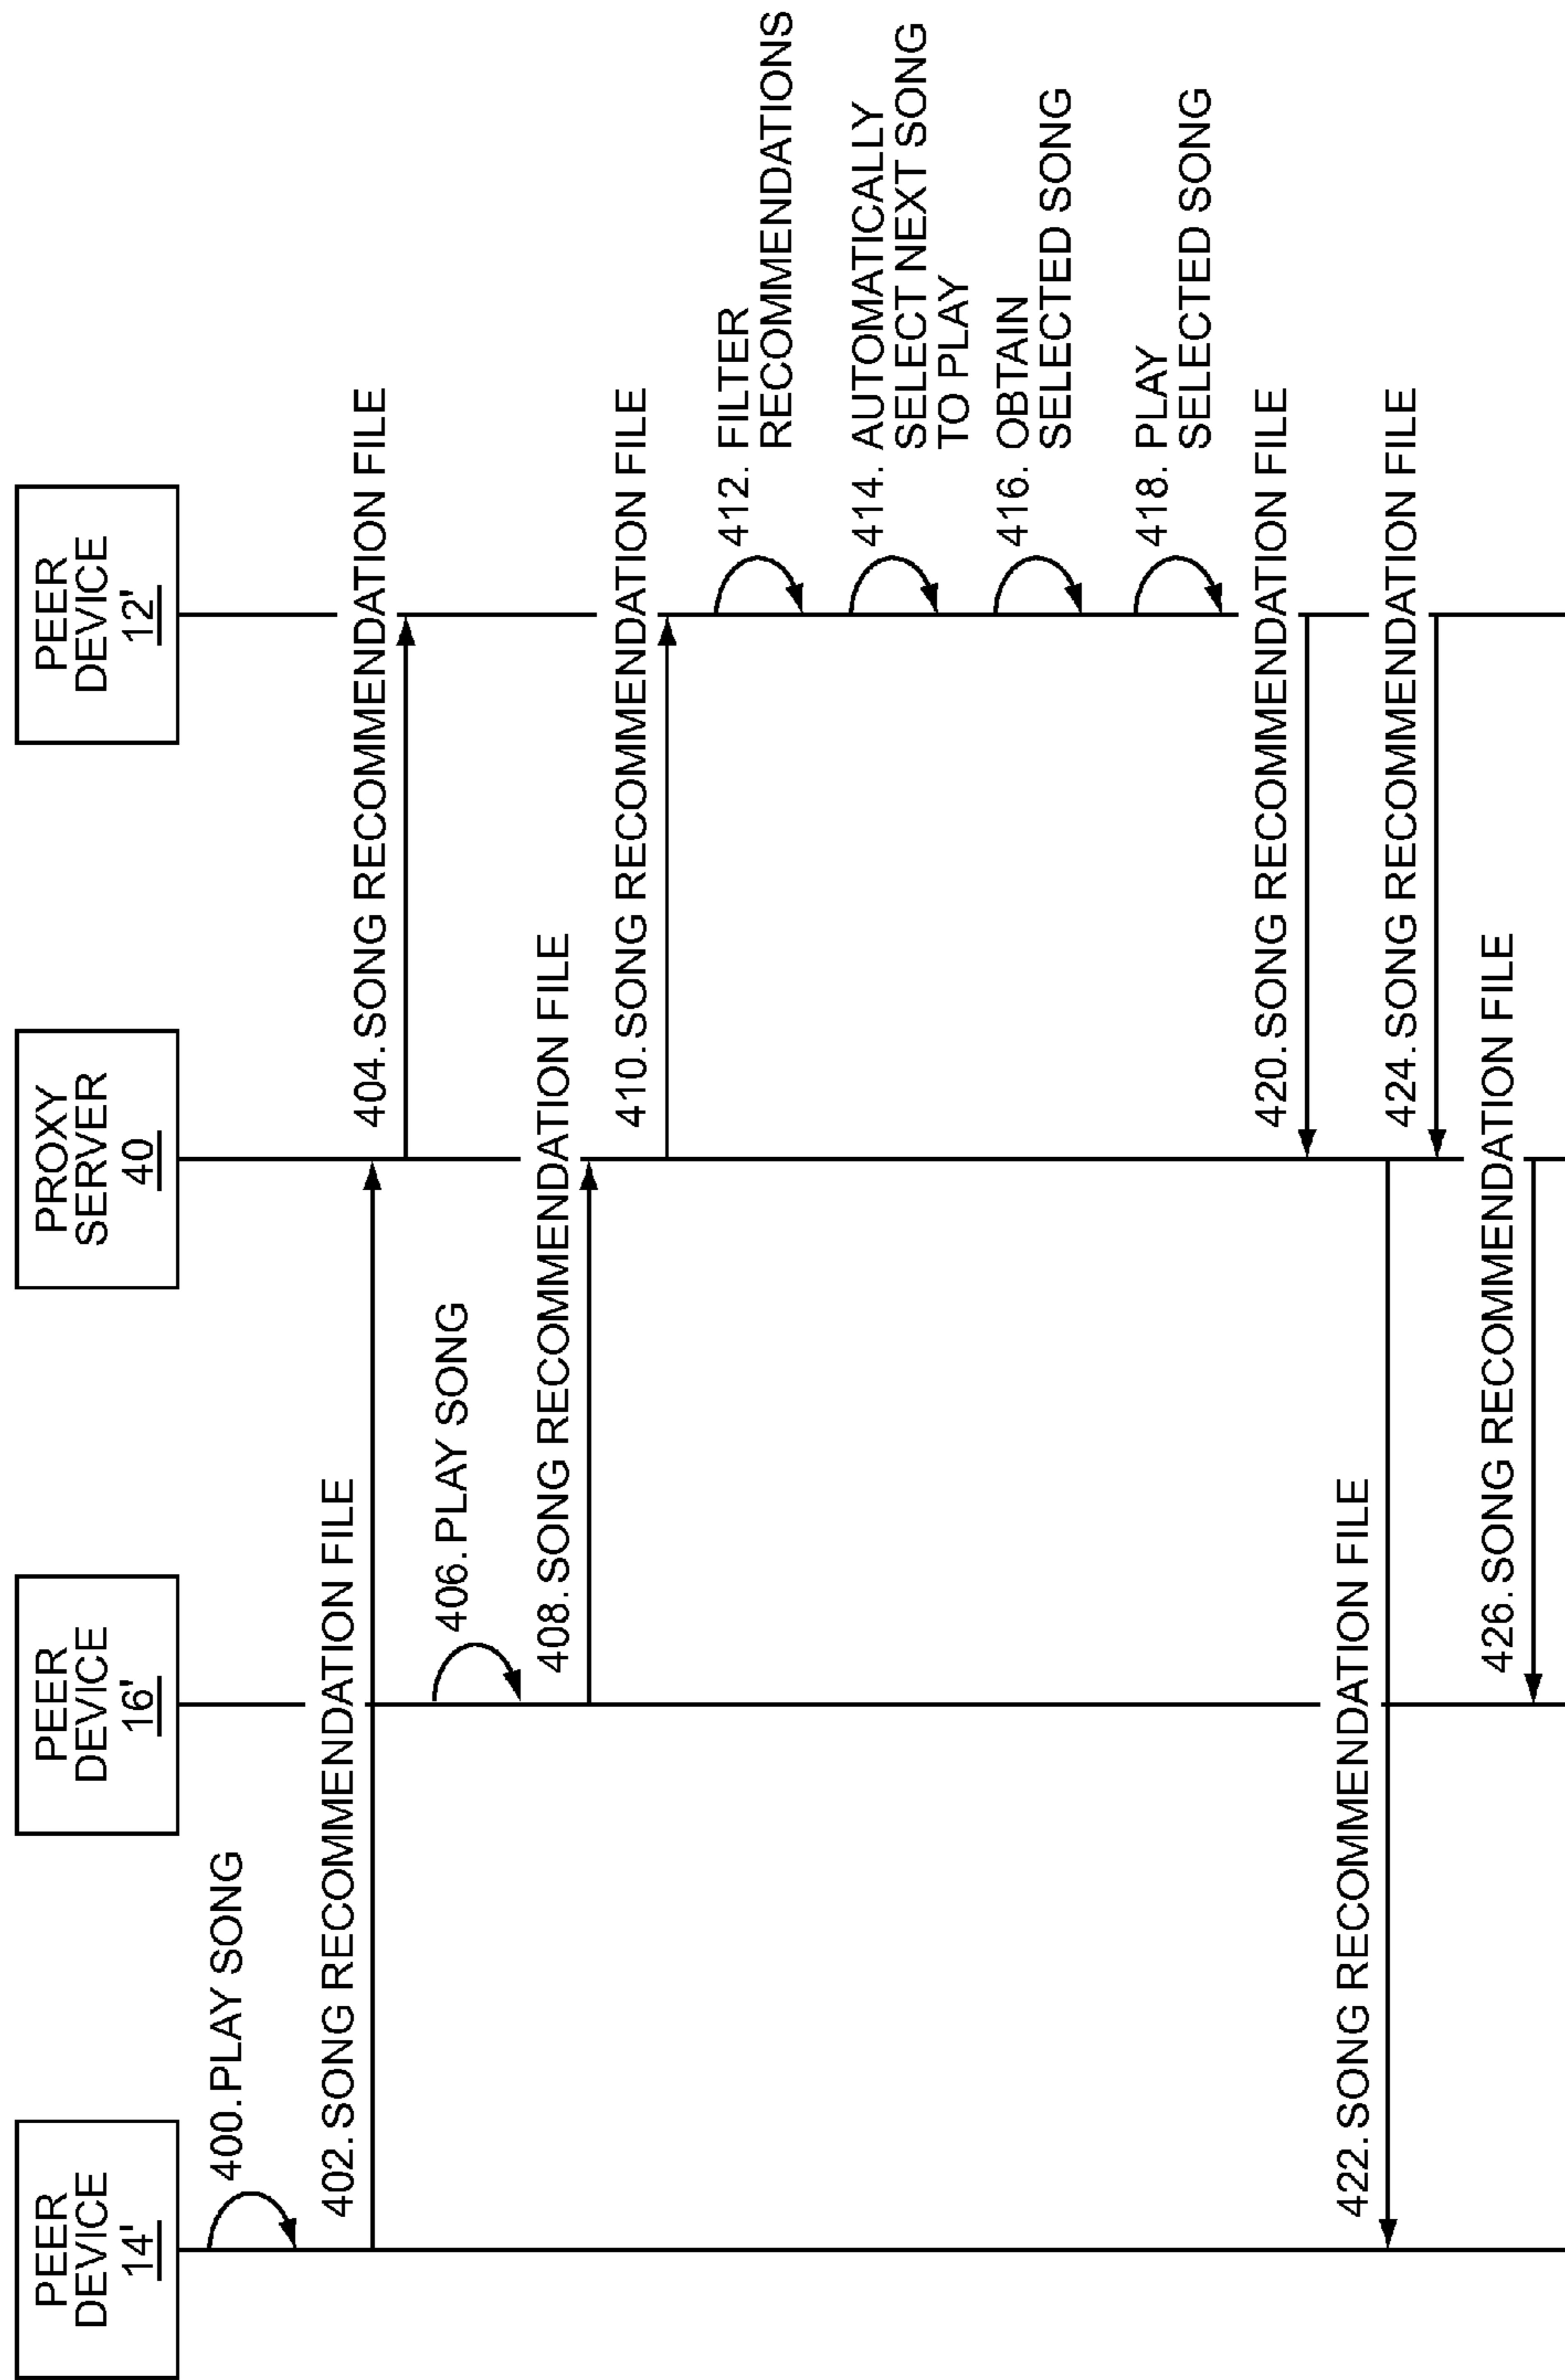 PEER
DEVICE
14'
PEER
DEVICE
16'
PROXY
SERVER
40
PEER
DEVICE
12'
400. PLAY SONG
402. SONG RECOMMENDATION FILE
404. SONG RECOMMENDATION FILE
406. PLAY SONG
408. SONG RECOMMENDATION FILE
410. SONG RECOMMENDATION FILE
412. FILTER
RECOMMENDATIONS
414. AUTOMATICALLY
SELECT NEXT SONG
TO PLAY
416. OBTAIN
SELECTED SONG
418. PLAY
SELECTED SONG
420. SONG RECOMMENDATION FILE
422. SONG RECOMMENDATION FILE
424. SONG RECOMMENDATION FILE
426. SONG RECOMMENDATION FILE